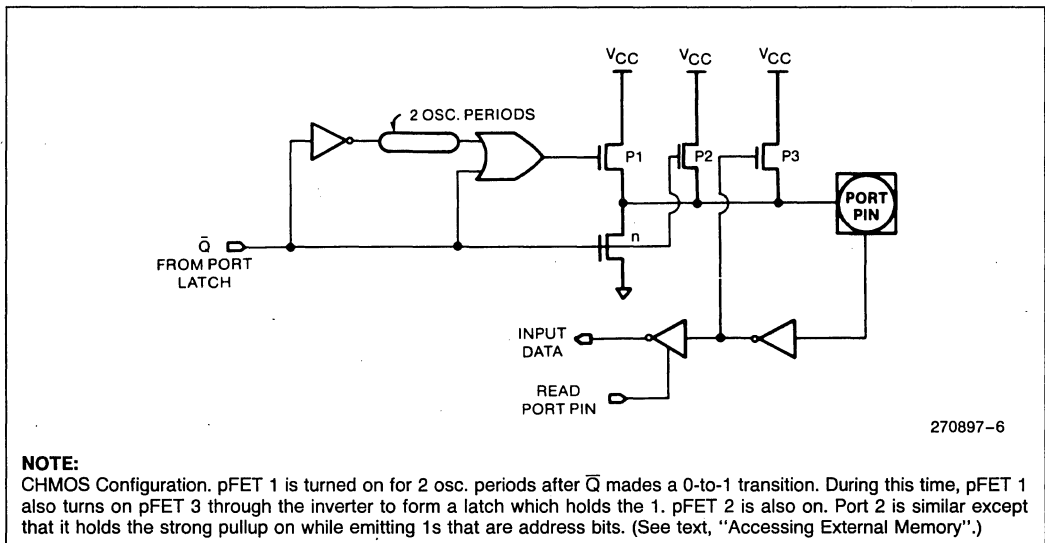 VCC VCC VCC
2 OSC. PERIODS
P1 P2 P3
PORT
PIN
Q̅
FROM PORT
LATCH
n
INPUT
DATA
READ
PORT PIN
270897–6
NOTE:
CHMOS Configuration. pFET 1 is turned on for 2 osc. periods after Q̅ mades a 0-to-1 transition. During this time, pFET 1
also turns on pFET 3 through the inverter to form a latch which holds the 1. pFET 2 is also on. Port 2 is similar except
that it holds the strong pullup on while emitting 1s that are address bits. (See text, ''Accessing External Memory''.)